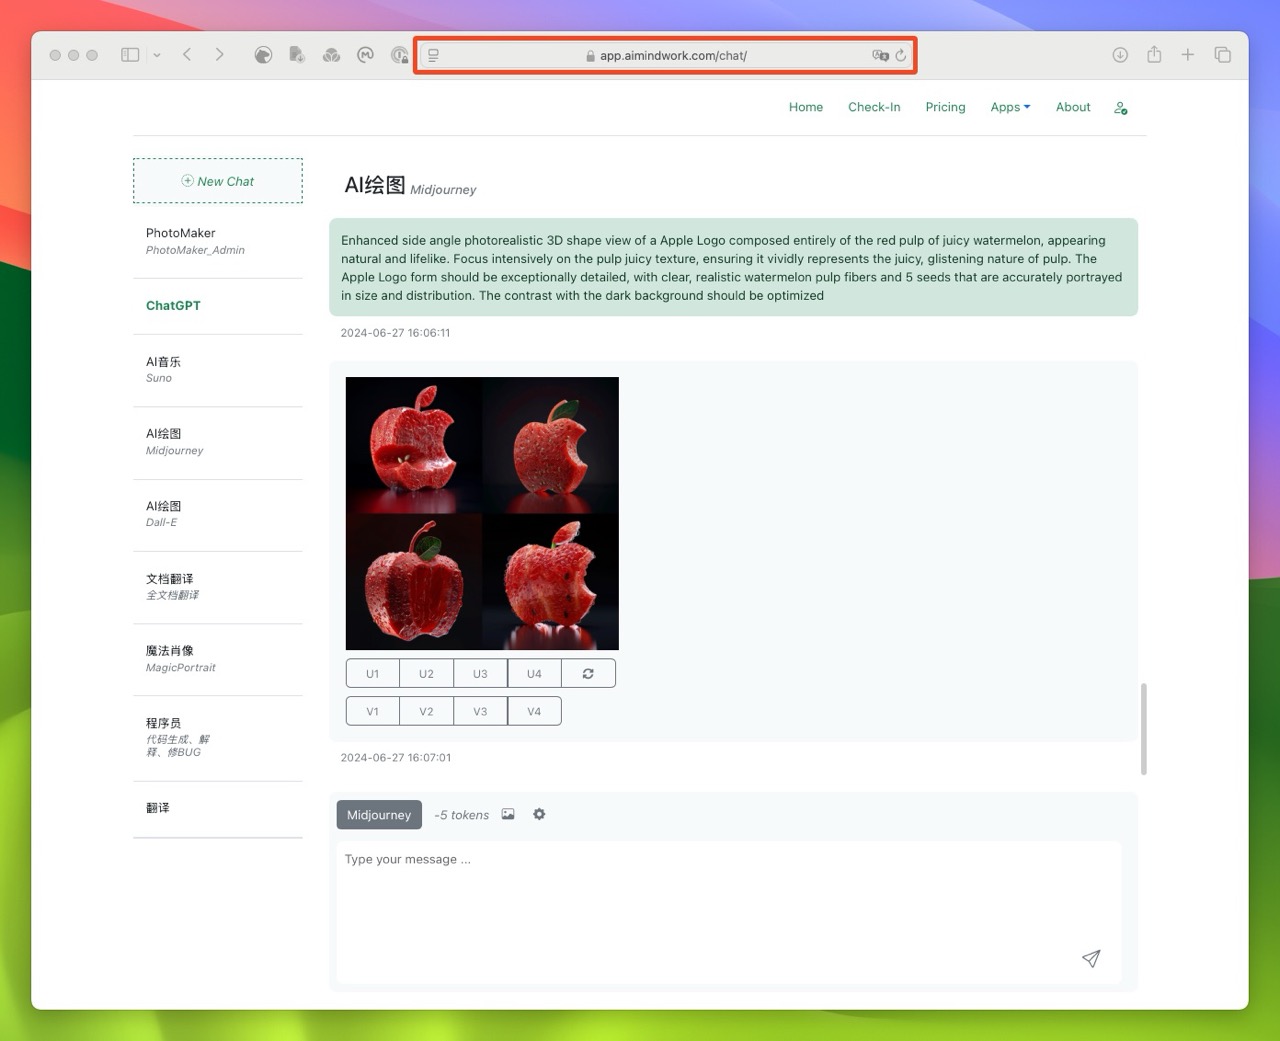 app.aimindwork.com/chat/
Home
Check-In
Pricing
Apps
About
New Chat
PhotoMaker
PhotoMaker_Admin
ChatGPT
AI音乐
Suno
AI绘图
Midjourney
AI绘图
Dall-E
文档翻译
全文档翻译
魔法肖像
MagicPortrait
程序员
代码生成、解
释、修BUG
翻译
AI绘图 Midjourney
Enhanced side angle photorealistic 3D shape view of a Apple Logo composed entirely of the red pulp of juicy watermelon, appearing
natural and lifelike. Focus intensively on the pulp juicy texture, ensuring it vividly represents the juicy, glistening nature of pulp. The
Apple Logo form should be exceptionally detailed, with clear, realistic watermelon pulp fibers and 5 seeds that are accurately portrayed
in size and distribution. The contrast with the dark background should be optimized
2024-06-27 16:06:11
U1
U2
U3
U4
V1
V2
V3
V4
2024-06-27 16:07:01
Midjourney
-5 tokens
Type your message ...